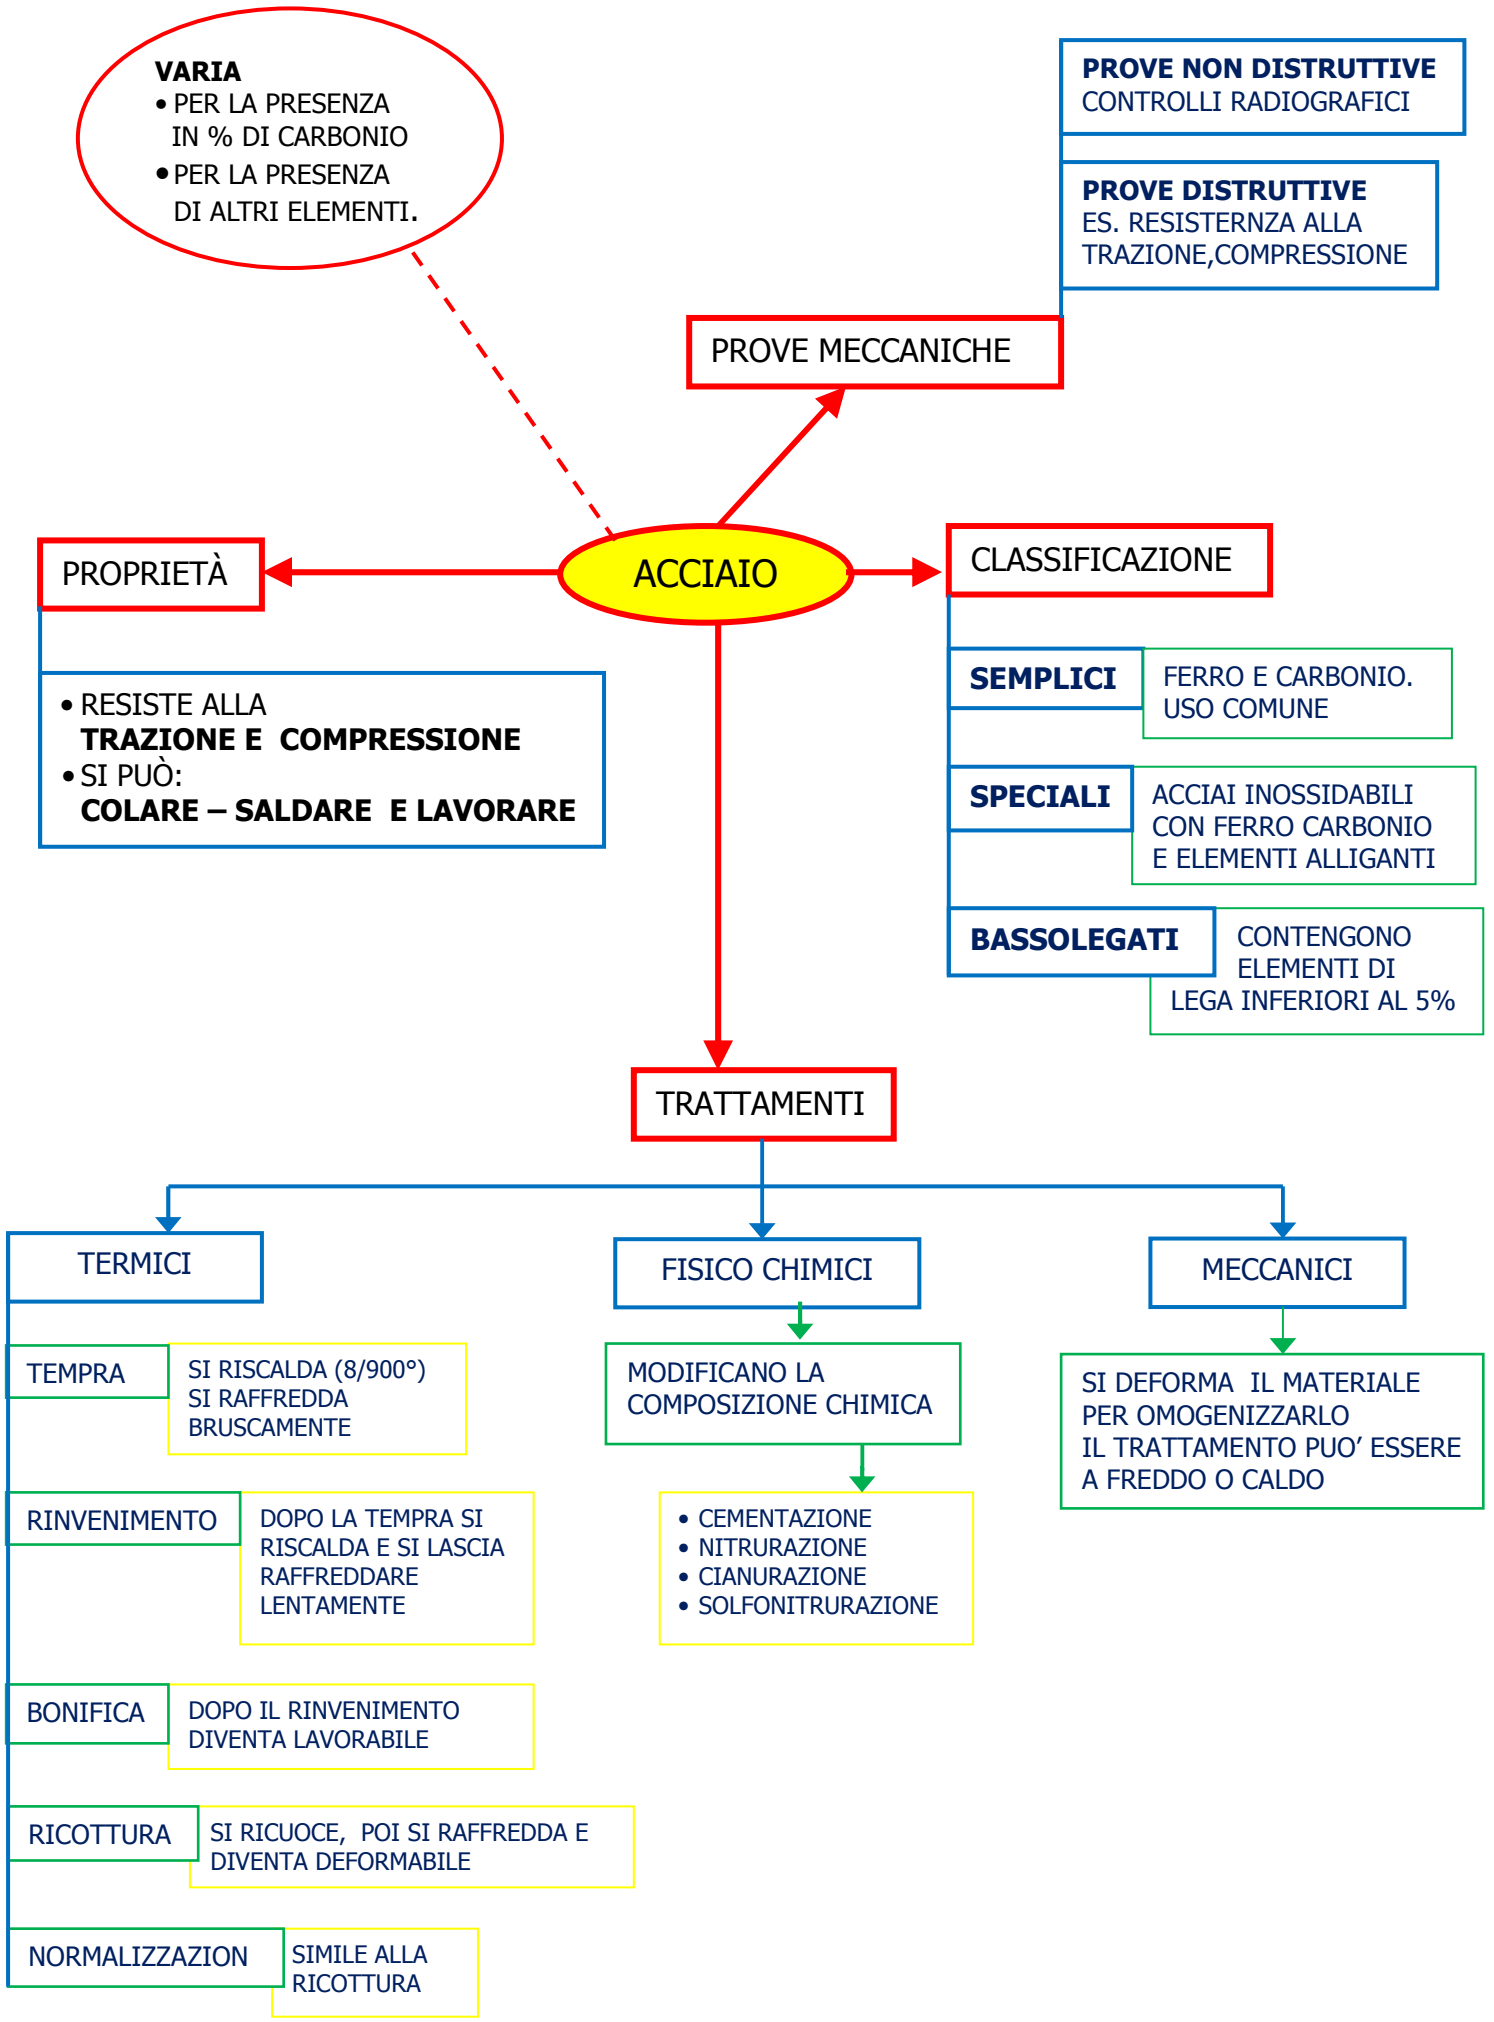 VARIA
• PER LA PRESENZA
IN % DI CARBONIO
• PER LA PRESENZA
DI ALTRI ELEMENTI.
PROVE NON DISTRUTTIVE
CONTROLLI RADIOGRAFICI
PROVE DISTRUTTIVE
ES. RESISTERNZA ALLA
TRAZIONE,COMPRESSIONE
PROVE MECCANICHE
PROPRIETÀ
ACCIAIO
CLASSIFICAZIONE
• RESISTE ALLA
TRAZIONE E COMPRESSIONE
• SI PUÒ:
COLARE – SALDARE E LAVORARE
SEMPLICI
FERRO E CARBONIO.
USO COMUNE
SPECIALI
ACCIAI INOSSIDABILI
CON FERRO CARBONIO
E ELEMENTI ALLIGANTI
BASSOLEGATI
CONTENGONO
ELEMENTI DI
LEGA INFERIORI AL 5%
TRATTAMENTI
TERMICI
FISICO CHIMICI
MECCANICI
TEMPRA
SI RISCALDA (8/900°)
SI RAFFREDDA
BRUSCAMENTE
RINVENIMENTO
DOPO LA TEMPRA SI
RISCALDA E SI LASCIA
RAFFREDDARE
LENTAMENTE
BONIFICA
DOPO IL RINVENIMENTO
DIVENTA LAVORABILE
RICOTTURA
SI RICUOCE, POI SI RAFFREDDA E
DIVENTA DEFORMABILE
NORMALIZZAZION
SIMILE ALLA
RICOTTURA
MODIFICANO LA
COMPOSIZIONE CHIMICA
• CEMENTAZIONE
• NITRURAZIONE
• CIANURAZIONE
• SOLFONITRURAZIONE
SI DEFORMA IL MATERIALE
PER OMOGENIZZARLO
IL TRATTAMENTO PUO’ ESSERE
A FREDDO O CALDO